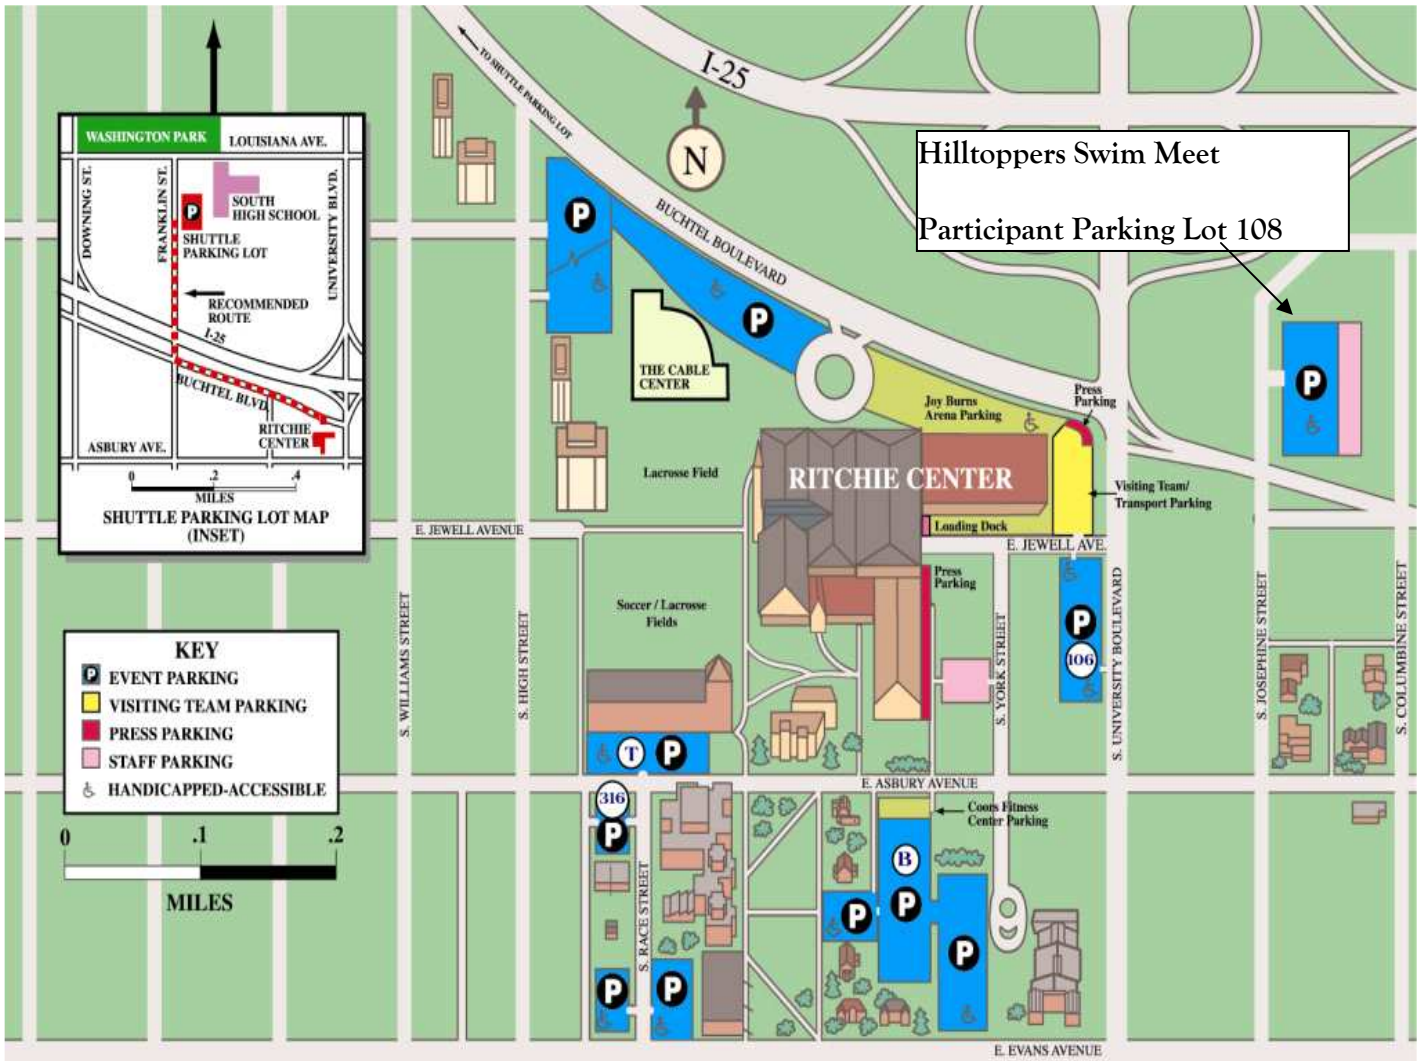 I-25
TO SHUTTLE PARKING LOT
N
Hilltoppers Swim Meet
Participant Parking Lot 108
BUCHTEL BOULEVARD
P
P
P
THE CABLE
CENTER
Joy Burns
Arena Parking
Press
Parking
Lacrosse Field
RITCHIE CENTER
Visiting Team/
Transport Parking
Loading Dock
E. JEWELL AVENUE
E. JEWELL AVE.
Press
Parking
Soccer / Lacrosse
Fields
P
106
S. WILLIAMS STREET
S. HIGH STREET
S. YORK STREET
S. UNIVERSITY BOULEVARD
S. JOSEPHINE STREET
S. COLUMBINE STREET
T
P
E. ASBURY AVENUE
316
P
Coors Fitness
Center Parking
B
P
P
P
S. RACE STREET
P
P
E. EVANS AVENUE
WASHINGTON PARK
LOUISIANA AVE.
DOWNING ST.
FRANKLIN ST.
UNIVERSITY BLVD.
P
SOUTH
HIGH SCHOOL
SHUTTLE
PARKING LOT
RECOMMENDED
ROUTE
I-25
BUCHTEL BLVD
RITCHIE
CENTER
ASBURY AVE.
0 .2 .4
MILES
SHUTTLE PARKING LOT MAP
(INSET)
KEY
P EVENT PARKING
VISITING TEAM PARKING
PRESS PARKING
STAFF PARKING
HANDICAPPED-ACCESSIBLE
0 .1 .2
MILES